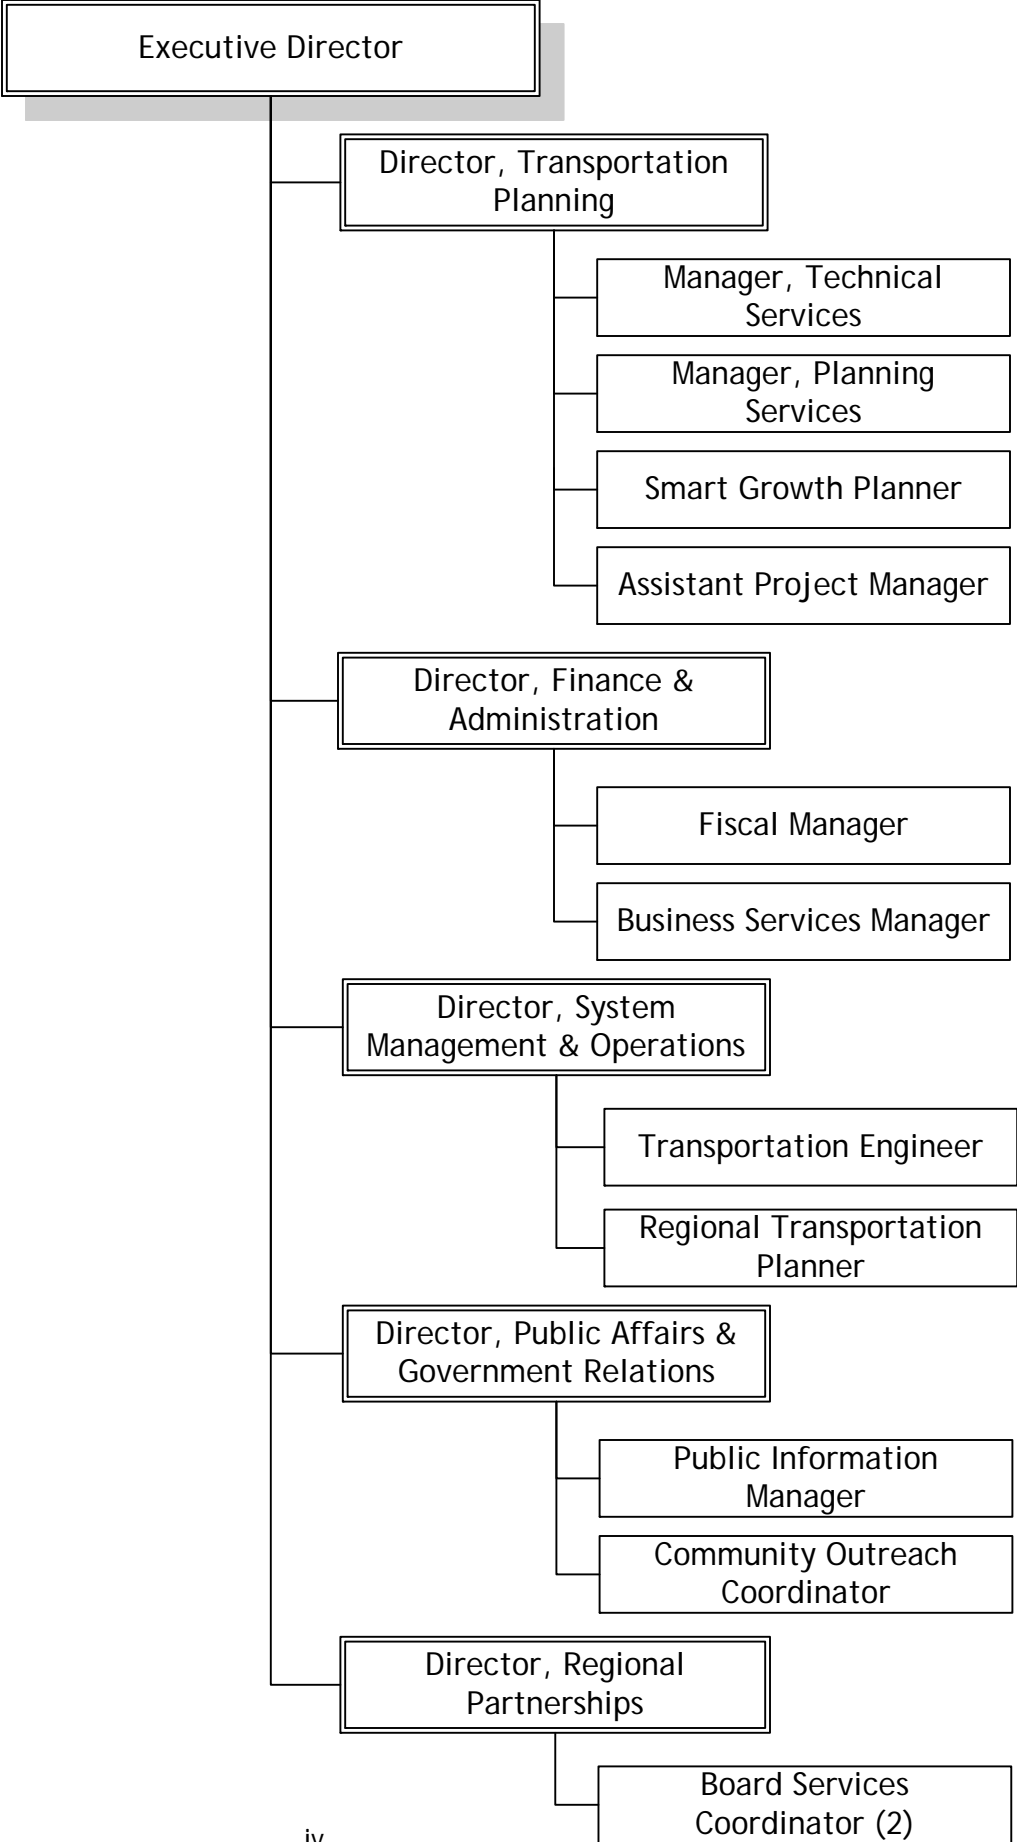 Executive Director
Director, Transportation
Planning
Manager, Technical
Services
Manager, Planning
Services
Smart Growth Planner
Assistant Project Manager
Director, Finance &
Administration
Fiscal Manager
Business Services Manager
Director, System
Management & Operations
Transportation Engineer
Regional Transportation
Planner
Director, Public Affairs &
Government Relations
Public Information
Manager
Community Outreach
Coordinator
Director, Regional
Partnerships
Board Services
Coordinator (2)
iv